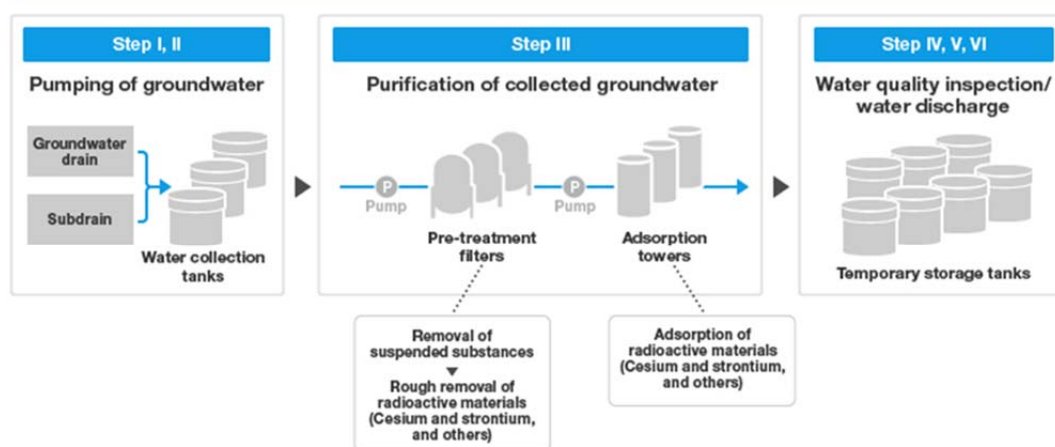 Step I, II
Pumping of groundwater
Groundwater
drain
Subdrain
Water collection
tanks
Step III
Purification of collected groundwater
P
Pump
P
Pump
Pre-treatment
filters
Adsorption
towers
Removal of
suspended substances
Rough removal of
radioactive materials
(Cesium and strontium,
and others)
Adsorption of
radioactive materials
(Cesium and strontium,
and others)
Step IV, V, VI
Water quality inspection/
water discharge
Temporary storage tanks